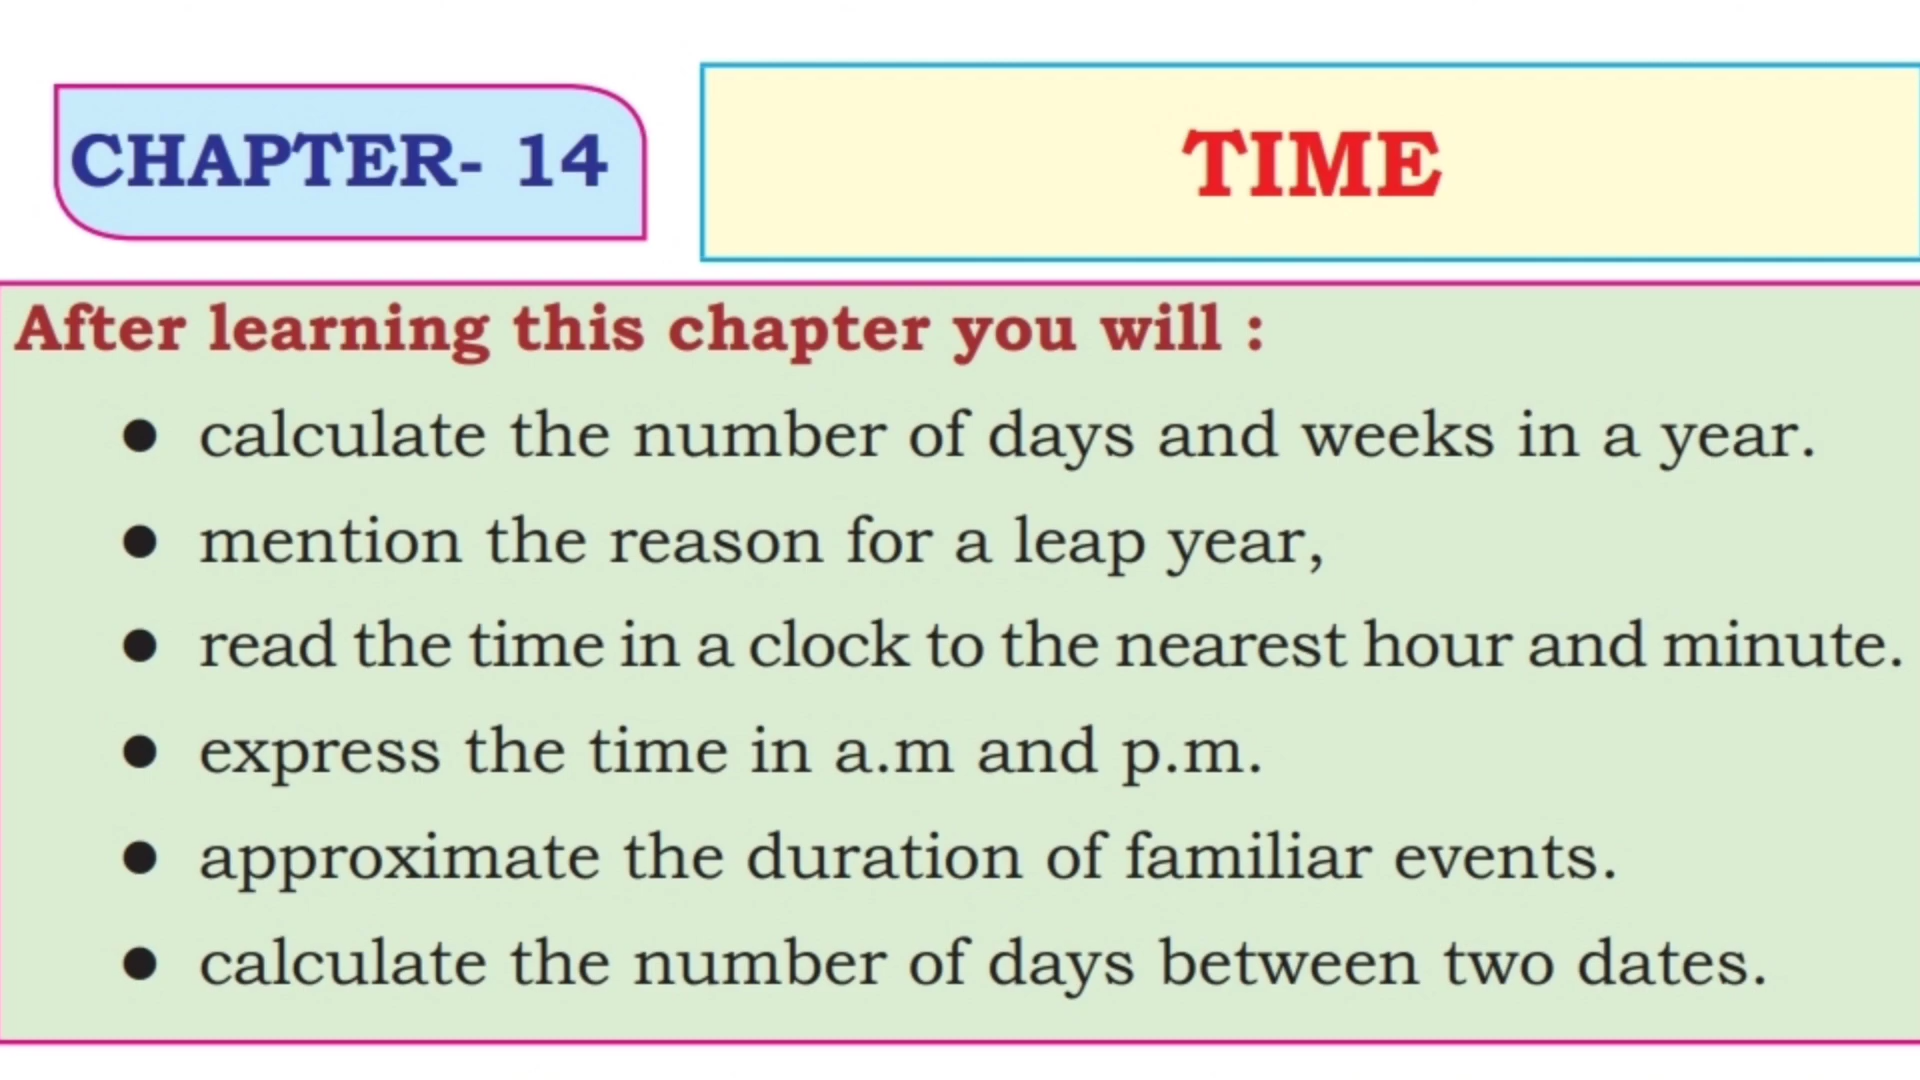 CHAPTER- 14
TIME
After learning this chapter you will :
● calculate the number of days and weeks in a year.
● mention the reason for a leap year,
● read the time in a clock to the nearest hour and minute.
● express the time in a.m and p.m.
● approximate the duration of familiar events.
● calculate the number of days between two dates.